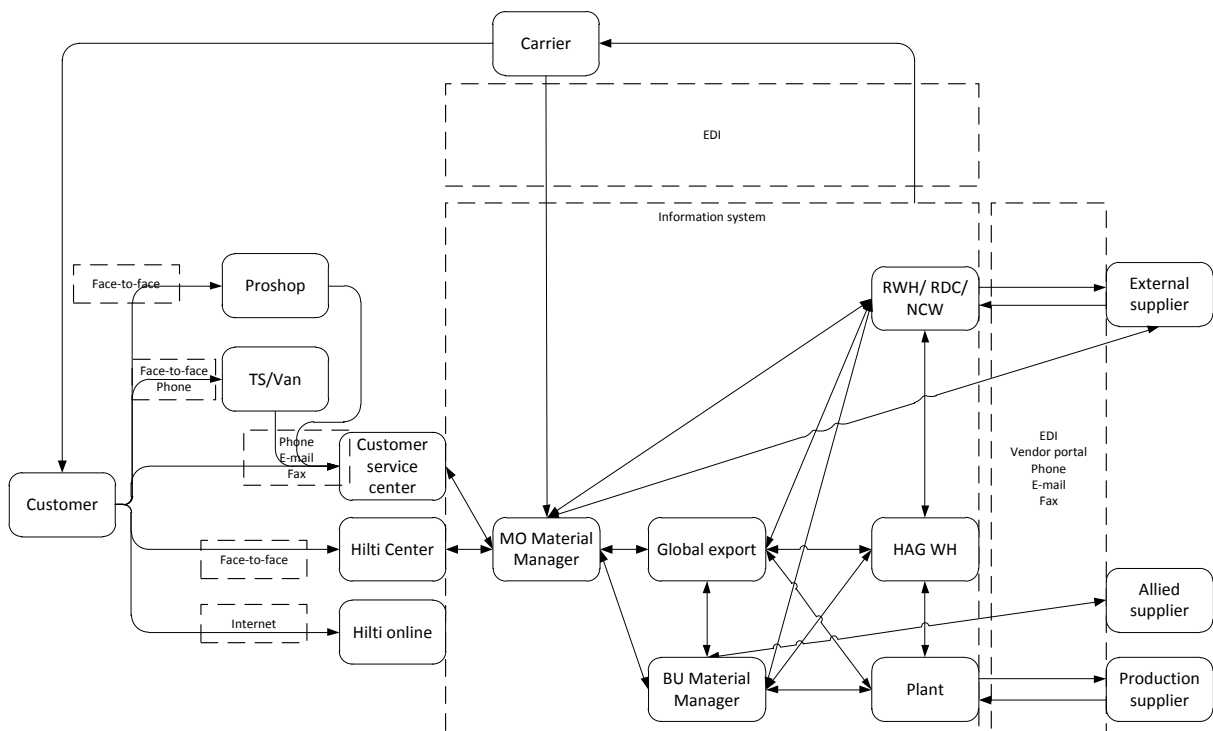 Carrier
EDI
Information system
Face-to-face
Proshop
RWH/ RDC/
NCW
External
supplier
Face-to-face
Phone
TS/Van
Phone
E-mail
Fax
Customer
service
center
EDI
Vendor portal
Phone
E-mail
Fax
Customer
Hilti Center
MO Material
Manager
Global export
HAG WH
Face-to-face
Allied
supplier
Internet
Hilti online
BU Material
Manager
Plant
Production
supplier